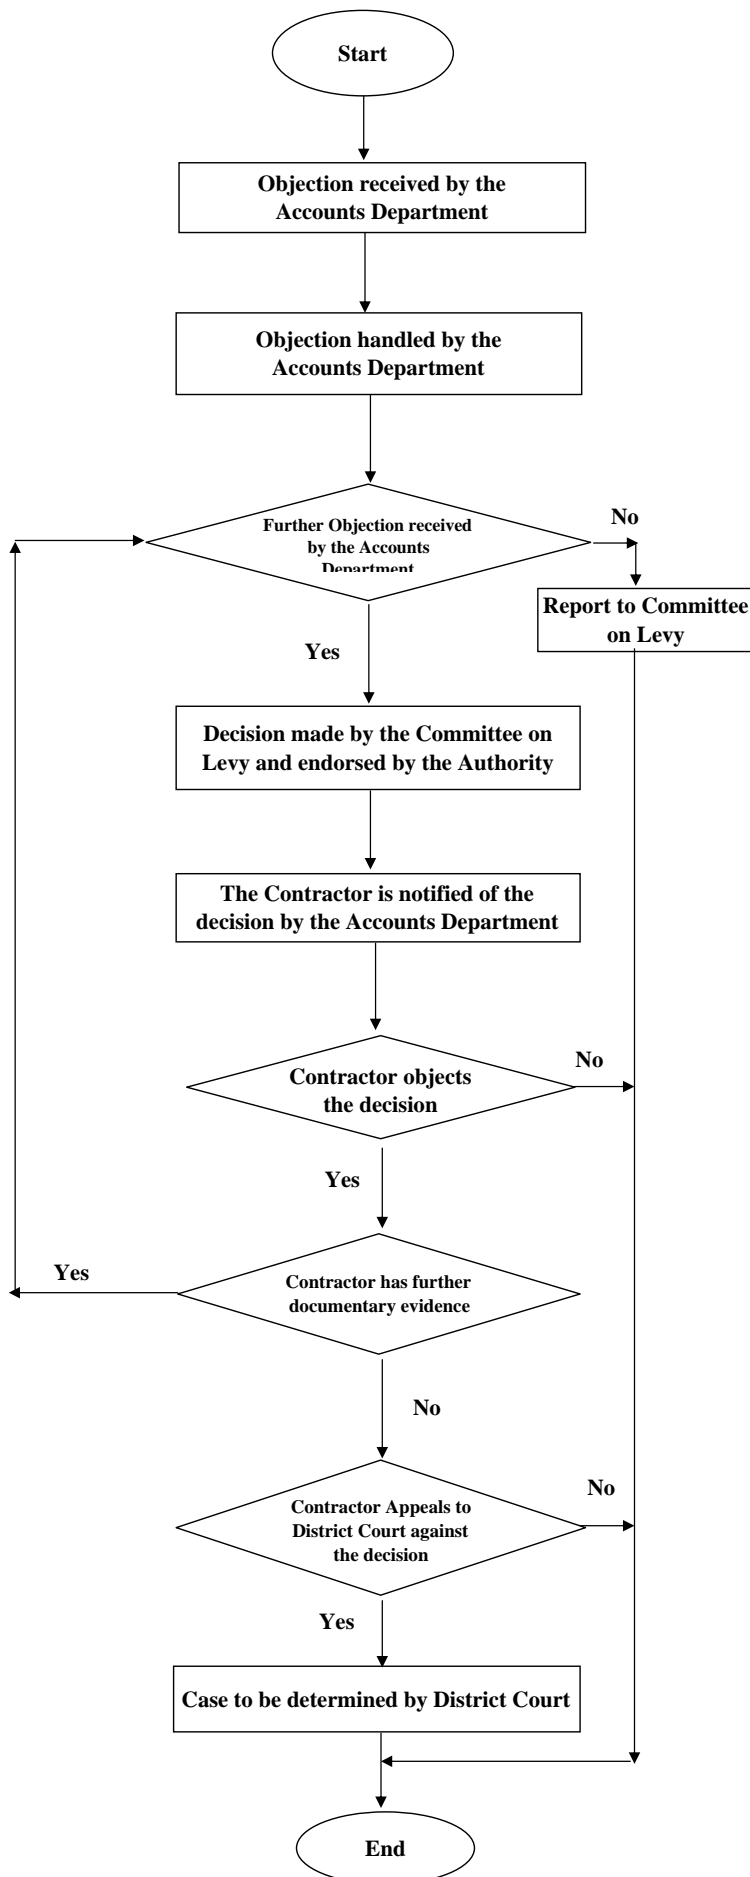 Start
Objection received by the
Accounts Department
Objection handled by the
Accounts Department
Further Objection received
by the Accounts
Department
No
Report to Committee
on Levy
Yes
Decision made by the Committee on
Levy and endorsed by the Authority
The Contractor is notified of the
decision by the Accounts Department
Contractor objects
the decision
No
Yes
Yes
Contractor has further
documentary evidence
No
Contractor Appeals to
District Court against
the decision
No
Yes
Case to be determined by District Court
End